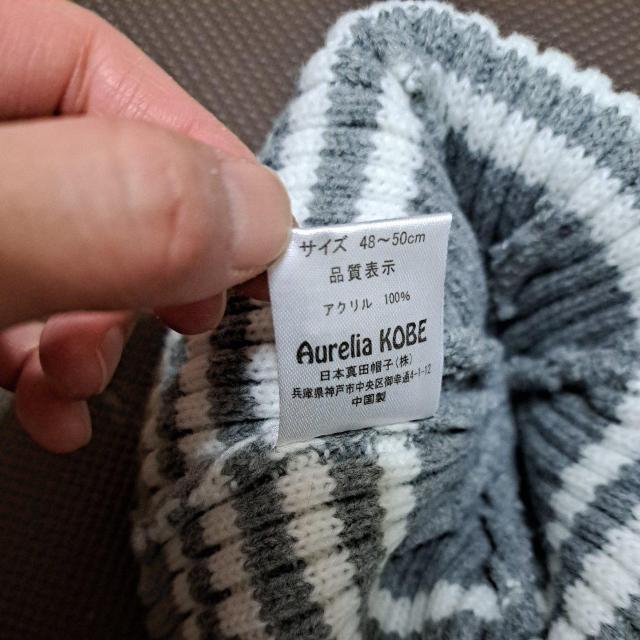 サイズ 48〜50cm
品質表示
アクリル 100%
Aurelia KOBE
日本真田帽子(株)
兵庫県神戸市中央区御幸通4-1-12
中国製